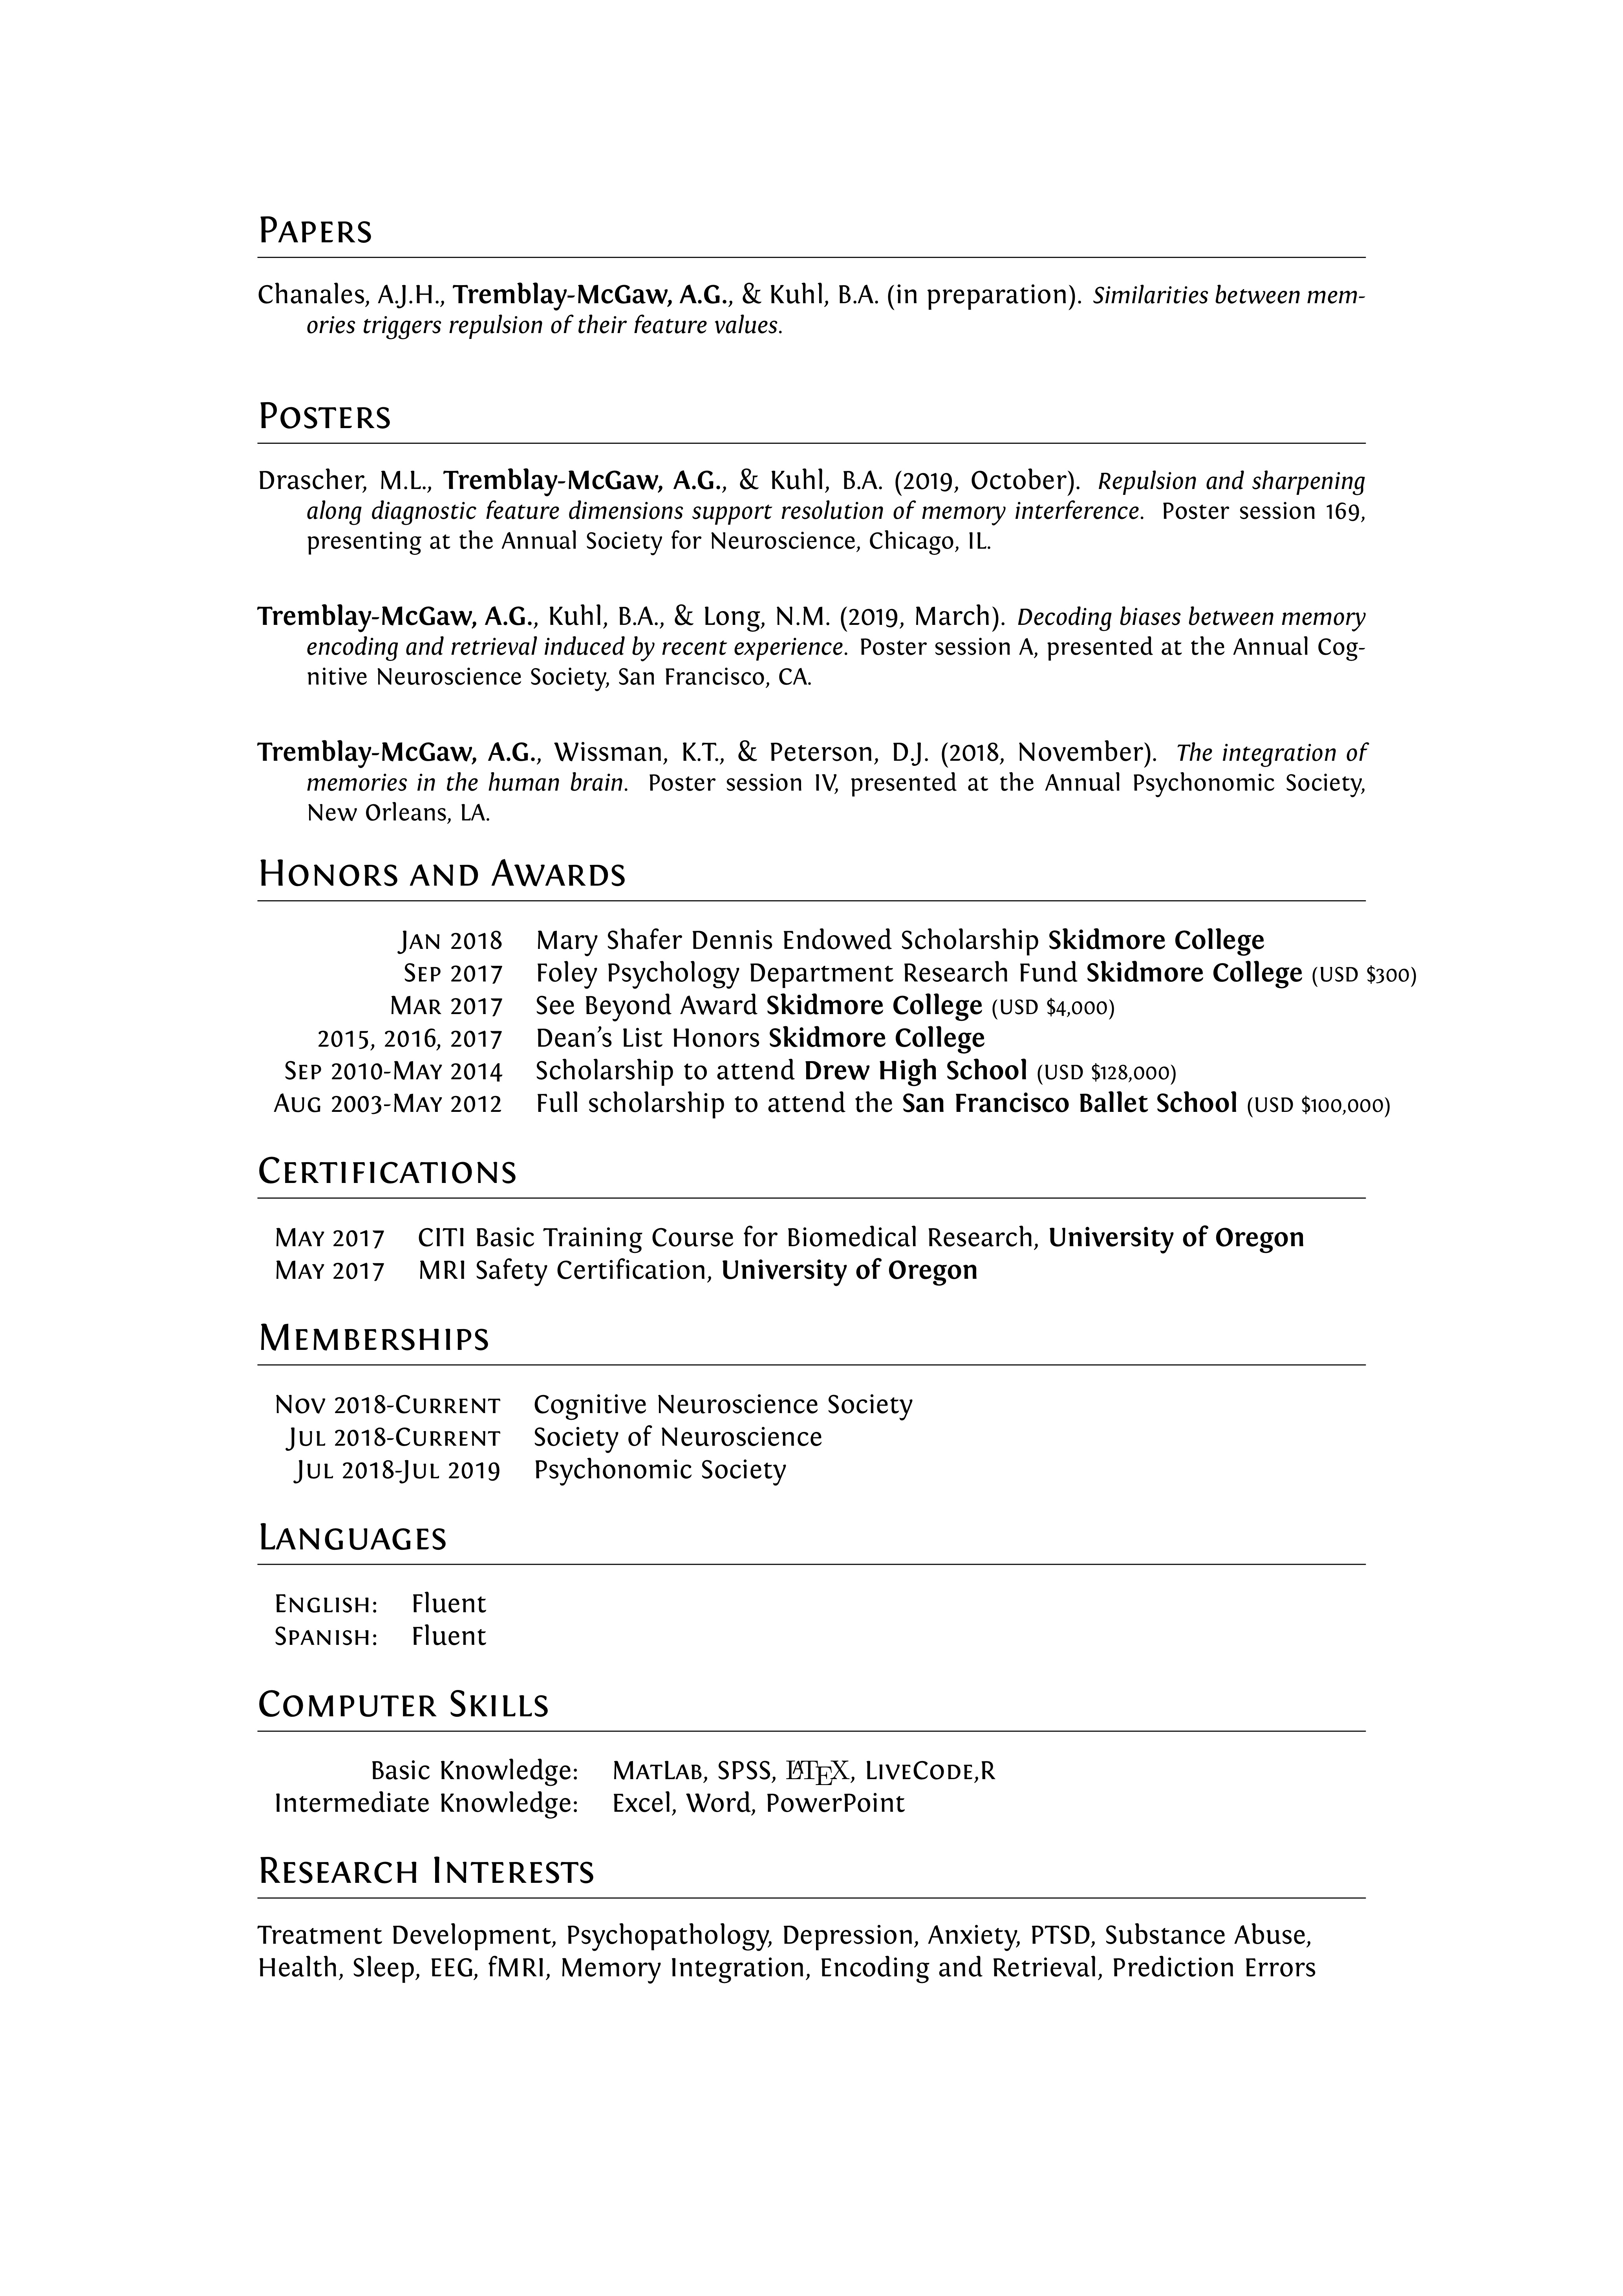 Papers
Chanales, A.J.H., Tremblay-McGaw, A.G., & Kuhl, B.A. (in preparation). Similarities between mem-
ories triggers repulsion of their feature values.
Posters
Drascher, M.L., Tremblay-McGaw, A.G., & Kuhl, B.A. (2019, October). Repulsion and sharpening
along diagnostic feature dimensions support resolution of memory interference. Poster session 169,
presenting at the Annual Society for Neuroscience, Chicago, IL.
Tremblay-McGaw, A.G., Kuhl, B.A., & Long, N.M. (2019, March). Decoding biases between memory
encoding and retrieval induced by recent experience. Poster session A, presented at the Annual Cog-
nitive Neuroscience Society, San Francisco, CA.
Tremblay-McGaw, A.G., Wissman, K.T., & Peterson, D.J. (2018, November). The integration of
memories in the human brain. Poster session IV, presented at the Annual Psychonomic Society,
New Orleans, LA.
Honors and Awards
Jan 2018 Mary Shafer Dennis Endowed Scholarship Skidmore College
Sep 2017 Foley Psychology Department Research Fund Skidmore College (USD $300)
Mar 2017 See Beyond Award Skidmore College (USD $4,000)
2015, 2016, 2017 Dean's List Honors Skidmore College
Sep 2010-May 2014 Scholarship to attend Drew High School (USD $128,000)
Aug 2003-May 2012 Full scholarship to attend the San Francisco Ballet School (USD $100,000)
Certifications
May 2017 CITI Basic Training Course for Biomedical Research, University of Oregon
May 2017 MRI Safety Certification, University of Oregon
Memberships
Nov 2018-Current Cognitive Neuroscience Society
Jul 2018-Current Society of Neuroscience
Jul 2018-Jul 2019 Psychonomic Society
Languages
English: Fluent
Spanish: Fluent
Computer Skills
Basic Knowledge: MatLab, SPSS, LATEX, LiveCode,R
Intermediate Knowledge: Excel, Word, PowerPoint
Research Interests
Treatment Development, Psychopathology, Depression, Anxiety, PTSD, Substance Abuse,
Health, Sleep, EEG, fMRI, Memory Integration, Encoding and Retrieval, Prediction Errors